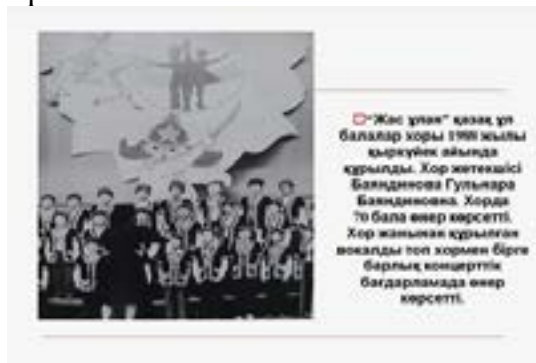 "Жас ұлан" қазақ ұл
балалар хоры 1988 жылы
қыркүйек айында
құрылды. Хор жетекшісі
Баяндинова Гульнара
Баяндиновна. Хорда
70 бала өнер көрсетті.
Хор жанынан құрылған
вокалды топ хормен бірге
барлық концерттік
бағдарламада өнер
көрсетті.